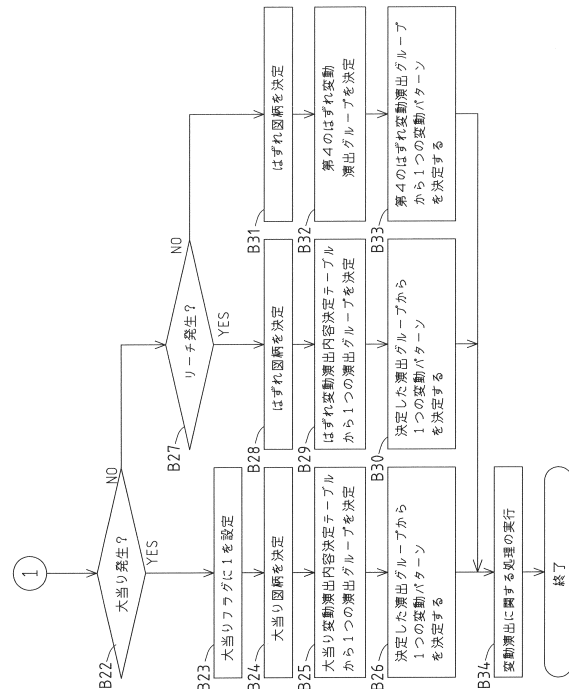 1
B22
大当り発生?
NO
YES
B23
大当りフラグに1を設定
B24
大当り図柄を決定
B25
大当り変動演出内容決定テーブル
から1つの演出グループを決定
B26
決定した演出グループから
1つの変動パターン
を決定する
B27
リーチ発生?
NO
YES
B28
はずれ図柄を決定
B29
はずれ変動演出内容決定テーブル
から1つの演出グループを決定
B30
決定した演出グループから
1つの変動パターン
を決定する
B31
はずれ図柄を決定
B32
第4のはずれ変動
演出グループを決定
B33
第4のはずれ変動演出グループ
から1つの変動パターン
を決定する
B34
変動演出に関する処理の実行
終了